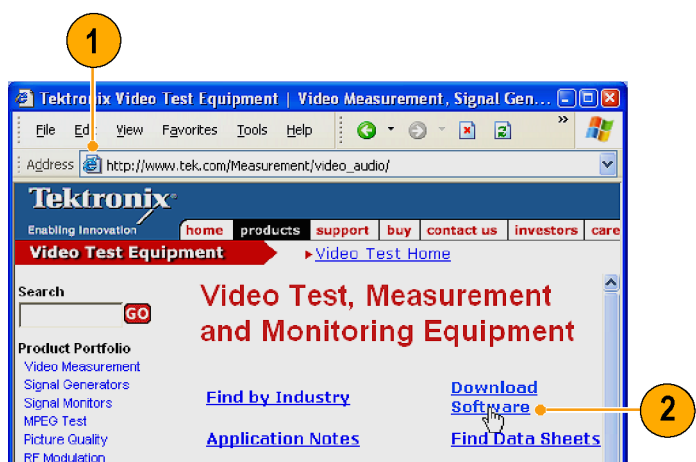 1
Tektronix Video Test Equipment | Video Measurement, Signal Gen...
File Edit View Favorites Tools Help »
Address http://www.tek.com/Measurement/video_audio/
Tektronix
Enabling Innovation
home products support buy contact us investors care
Video Test Equipment
Video Test Home
Search
GO
Video Test, Measurement
and Monitoring Equipment
Product Portfolio
Video Measurement
Signal Generators
Signal Monitors
MPEG Test
Picture Quality
RF Modulation
Find by Industry
Download
Software
2
Application Notes
Find Data Sheets